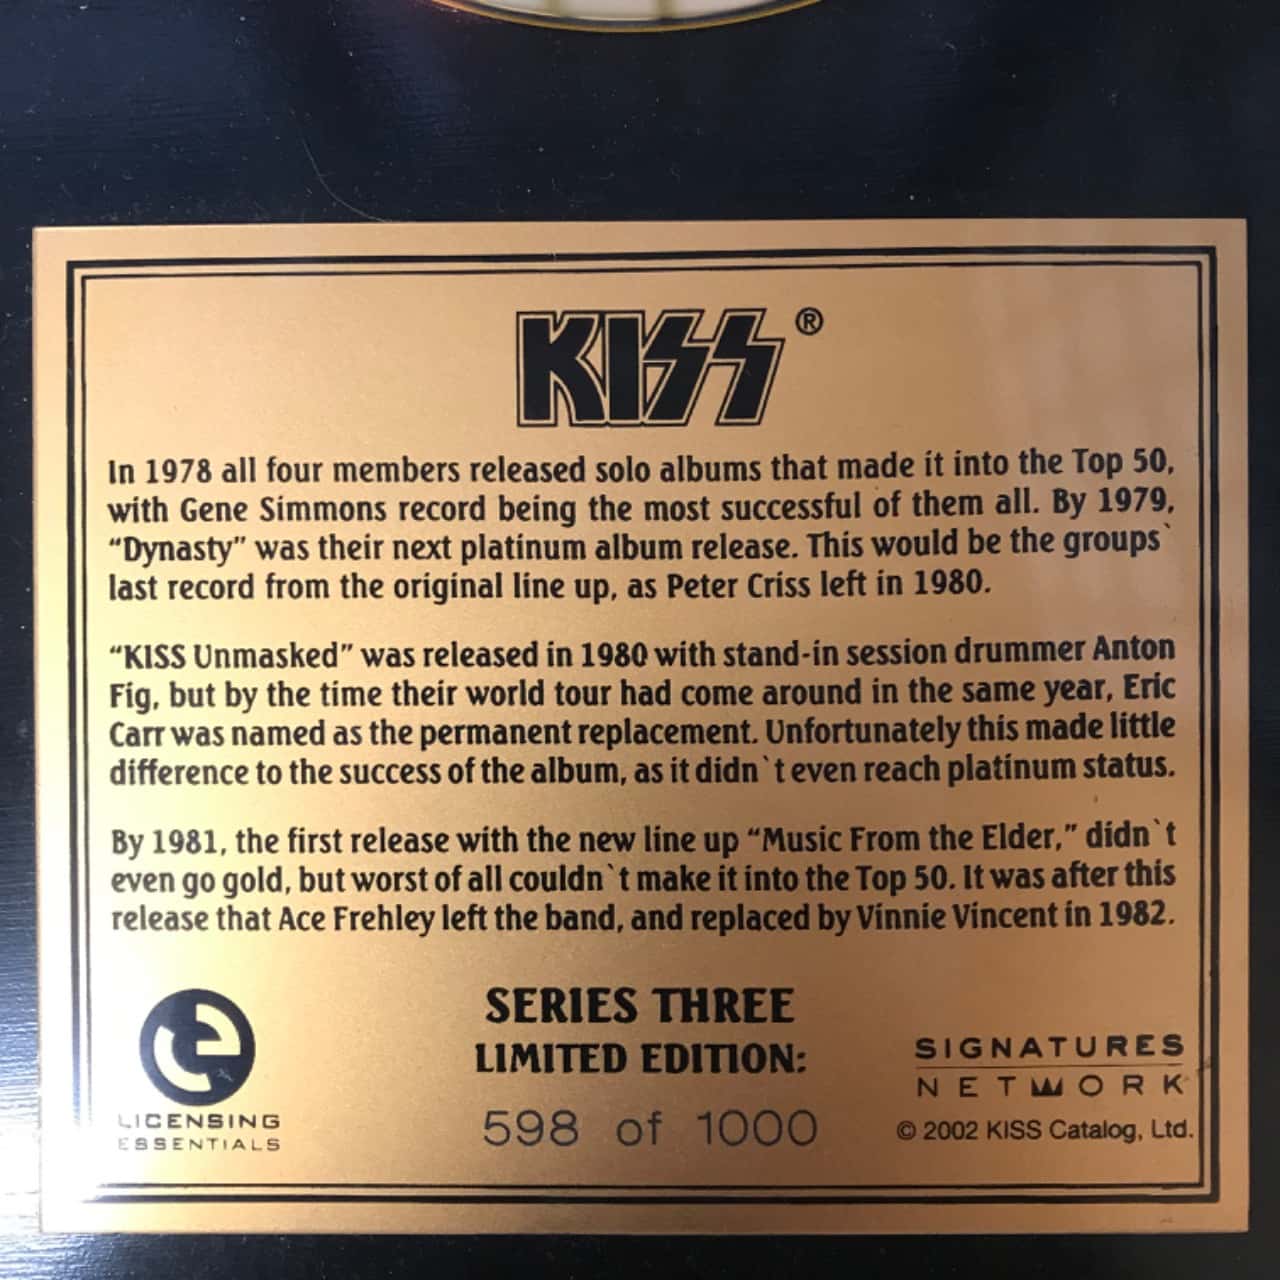 KISS®
In 1978 all four members released solo albums that made it into the Top 50,
with Gene Simmons record being the most successful of them all. By 1979,
“Dynasty” was their next platinum album release. This would be the groups`
last record from the original line up, as Peter Criss left in 1980.
“KISS Unmasked” was released in 1980 with stand-in session drummer Anton
Fig, but by the time their world tour had come around in the same year, Eric
Carr was named as the permanent replacement. Unfortunately this made little
difference to the success of the album, as it didn`t even reach platinum status.
By 1981, the first release with the new line up “Music From the Elder,” didn`t
even go gold, but worst of all couldn`t make it into the Top 50. It was after this
release that Ace Frehley left the band, and replaced by Vinnie Vincent in 1982.
SERIES THREE
LIMITED EDITION:
598 of 1000
e
LICENSING
ESSENTIALS
SIGNATURES
NETWORK
© 2002 KISS Catalog, Ltd.